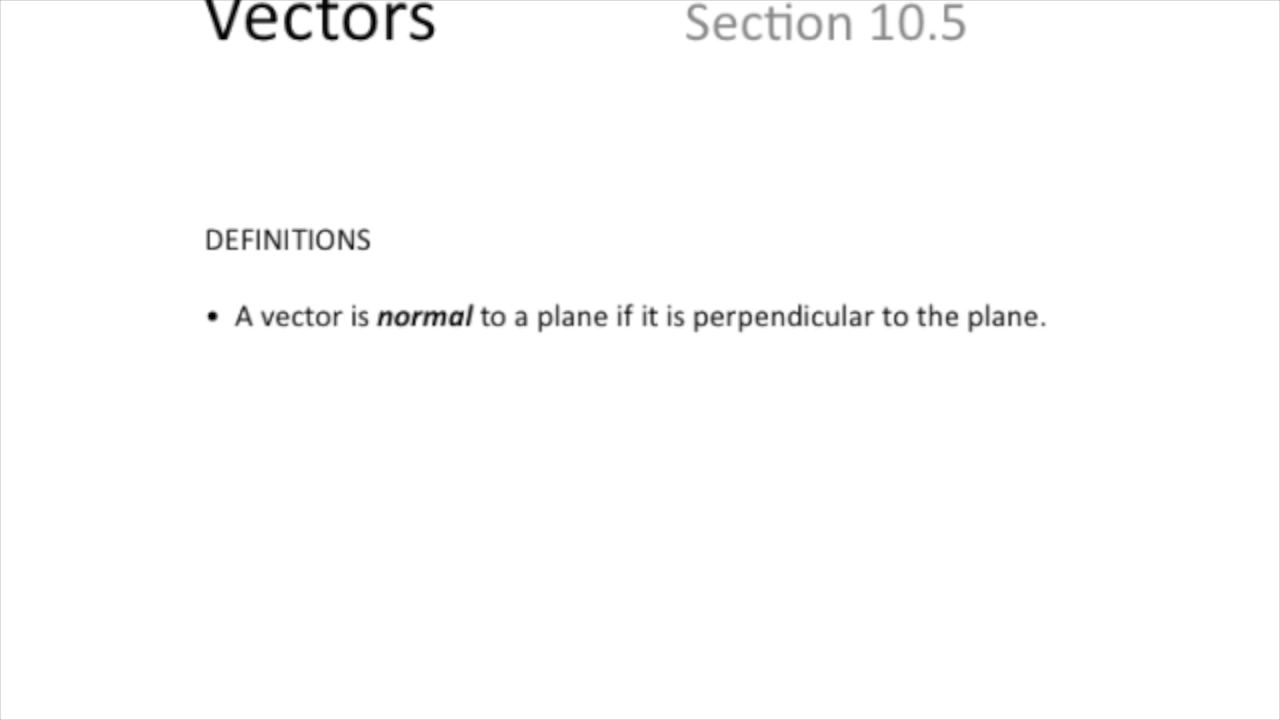 Vectors Section 10.5
DEFINITIONS
• A vector is normal to a plane if it is perpendicular to the plane.